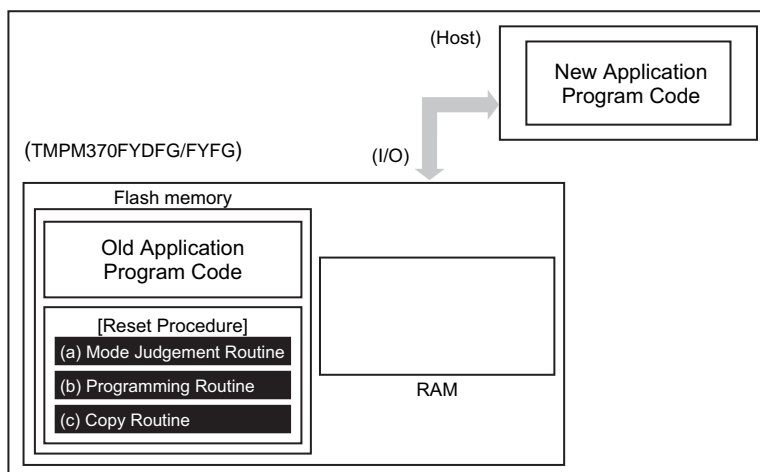 (Host)
New Application
Program Code
(TMPM370FYDFG/FYFG)
(I/O)
Flash memory
Old Application
Program Code
[Reset Procedure]
(a) Mode Judgement Routine
(b) Programming Routine
(c) Copy Routine
RAM